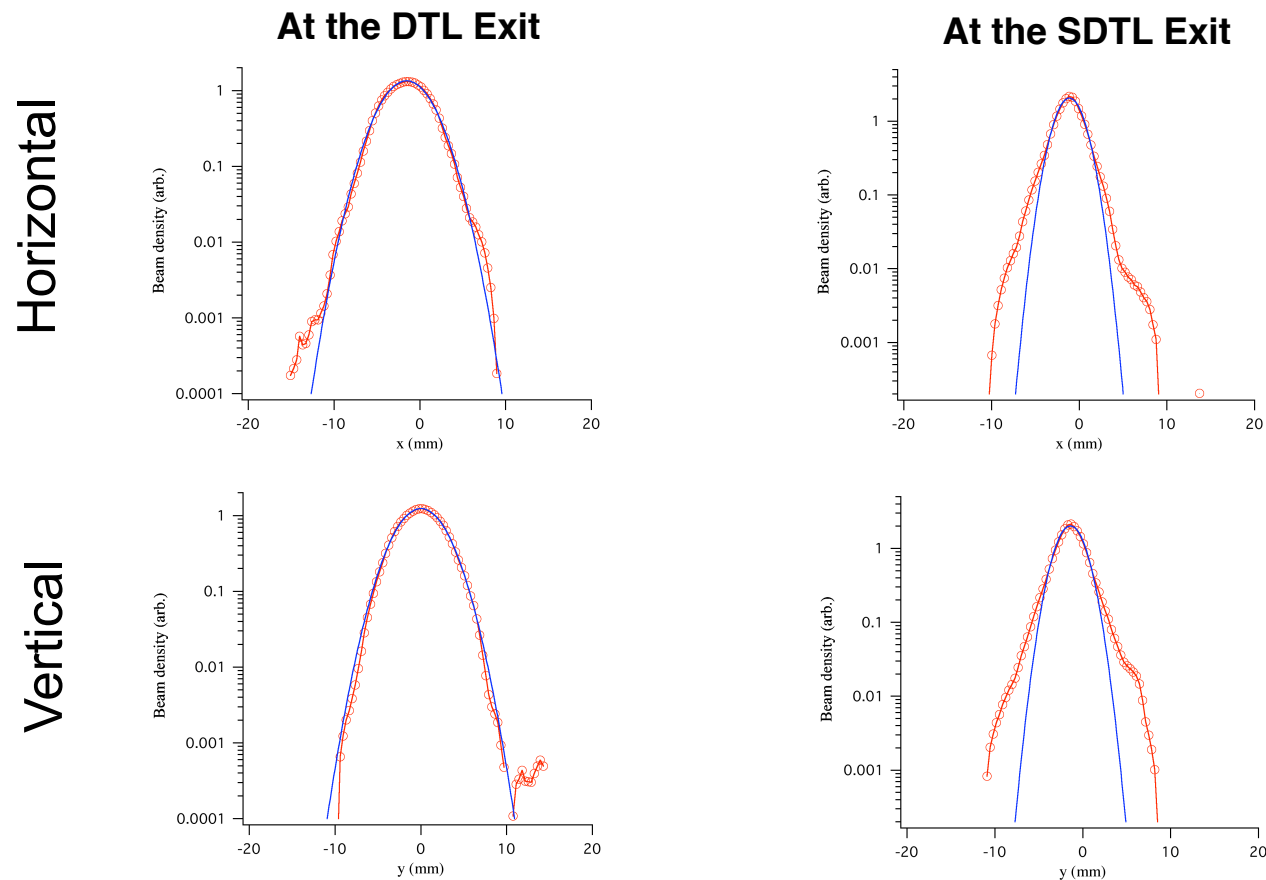 At the DTL Exit
At the SDTL Exit
Horizontal
Beam density (arb.)
1
0.1
0.01
0.001
0.0001
-20 -10 0 10 20
x (mm)
Beam density (arb.)
1
0.1
0.01
0.001
-20 -10 0 10 20
x (mm)
Vertical
Beam density (arb.)
1
0.1
0.01
0.001
0.0001
-20 -10 0 10 20
y (mm)
Beam density (arb.)
1
0.1
0.01
0.001
-20 -10 0 10 20
y (mm)